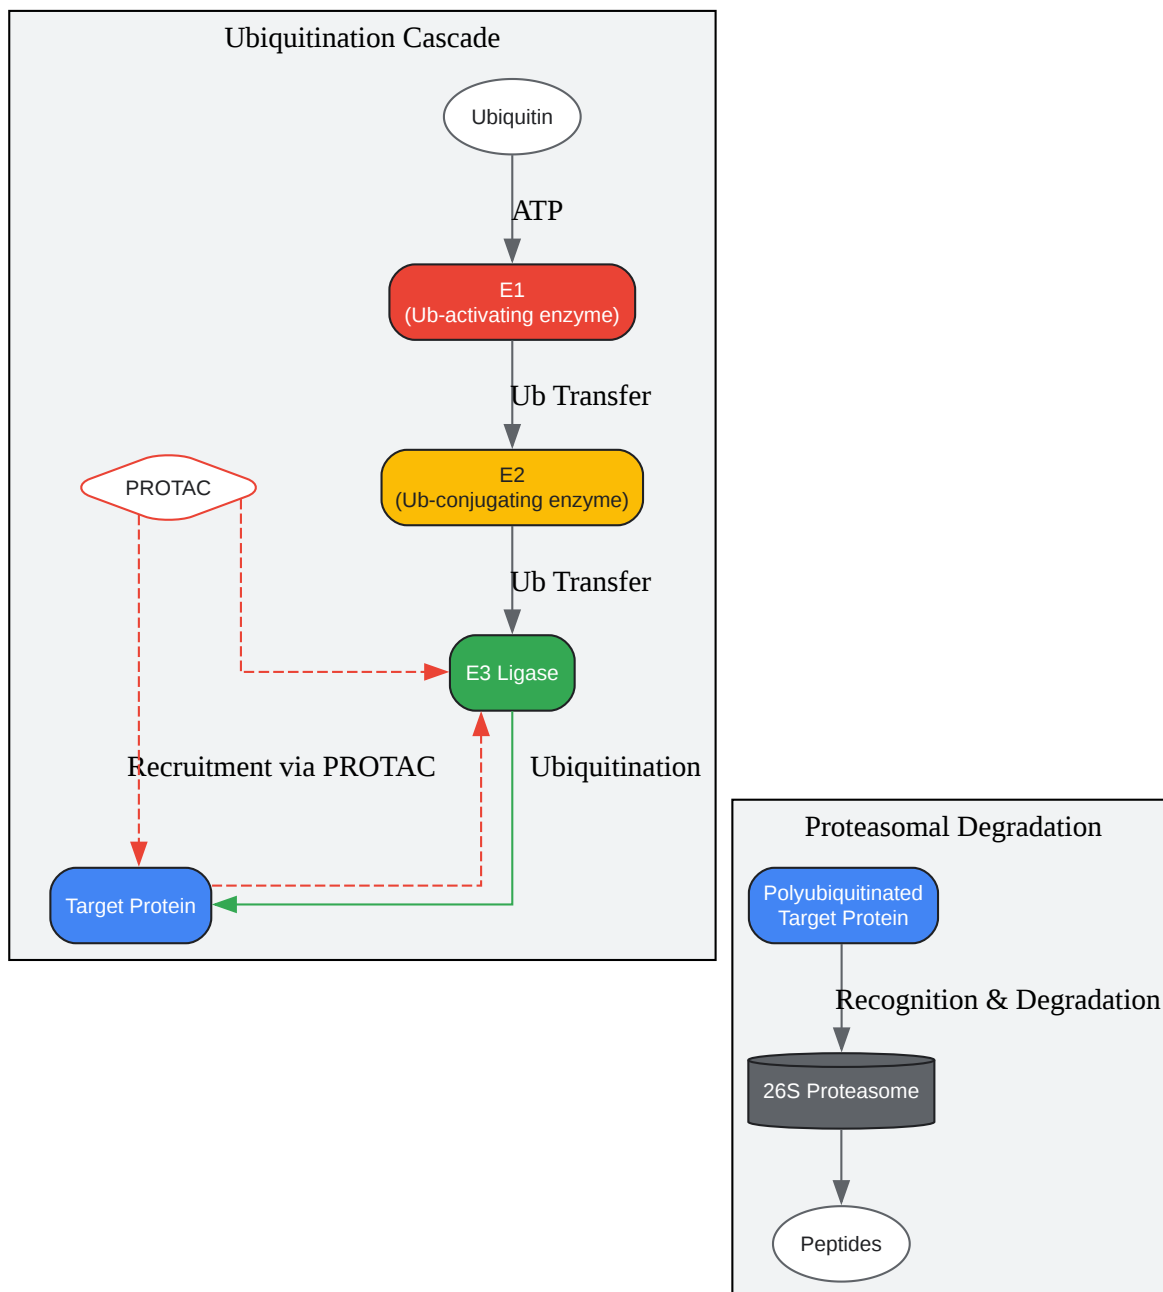 Ubiquitination Cascade
Ubiquitin
ATP
E1
(Ub-activating enzyme)
Ub Transfer
PROTAC
E2
(Ub-conjugating enzyme)
Ub Transfer
E3 Ligase
Recruitment via PROTAC
Ubiquitination
Target Protein
Proteasomal Degradation
Polyubiquitinated
Target Protein
Recognition & Degradation
26S Proteasome
Peptides